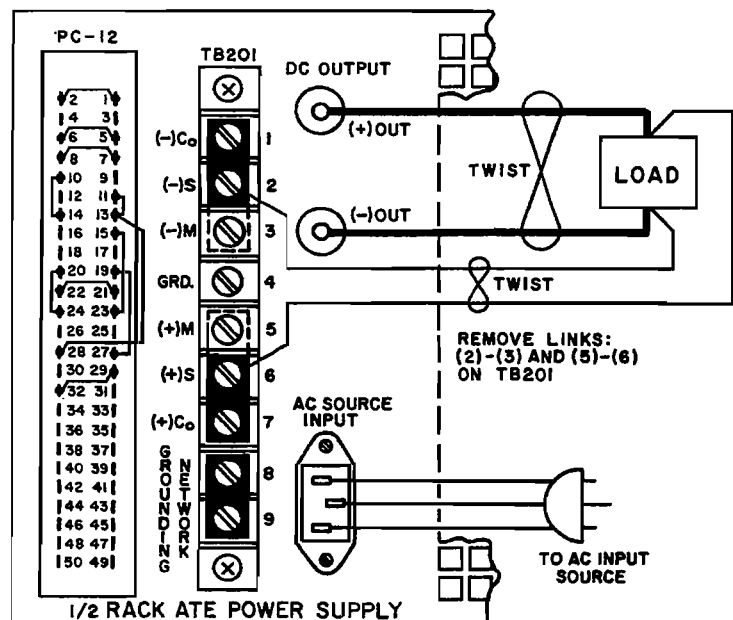 PC-12
2 1
4 3
6 5
8 7
10 9
12 11
14 13
16 15
18 17
20 19
22 21
24 23
26 25
28 27
30 29
32 31
34 33
36 35
38 37
40 39
42 41
44 43
46 45
48 47
50 49
TB201
(-)Co 1
(-)S 2
(-)M 3
GRD. 4
(+)M 5
(+)S 6
(+)Co 7
8
9
GROUNDING
NETWORK
DC OUTPUT
(+)OUT
(-)OUT
TWIST
LOAD
TWIST
REMOVE LINKS:
(2)-(3) AND (5)-(6)
ON TB201
AC SOURCE
INPUT
TO AC INPUT
SOURCE
1/2 RACK ATE POWER SUPPLY